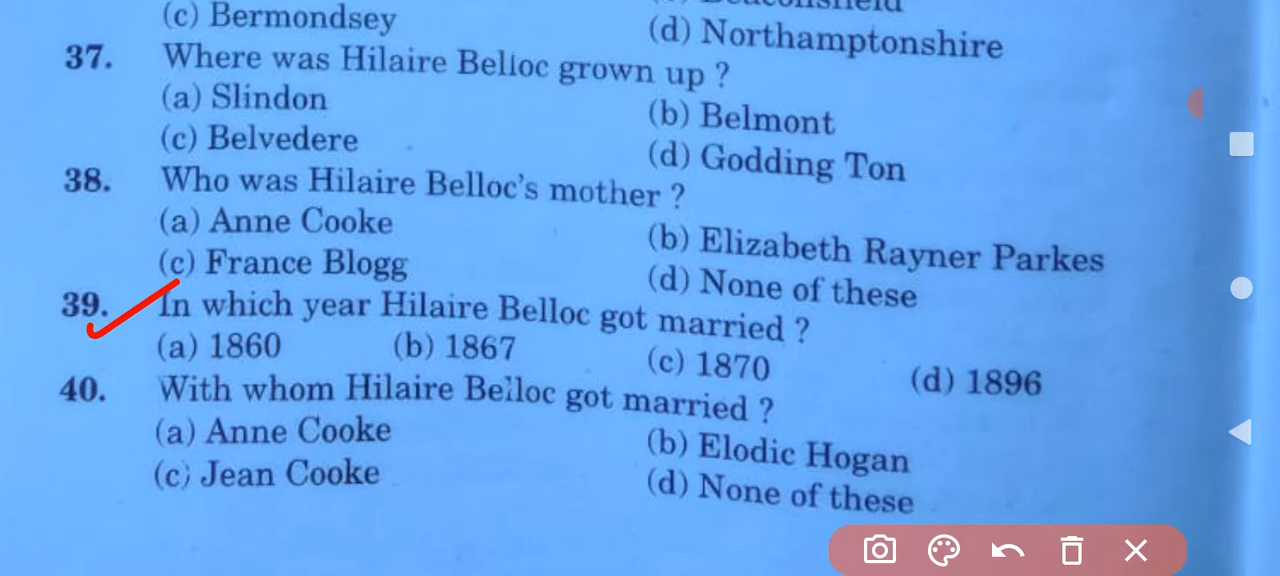 (c) Bermondsey
(d) Northamptonshire
37. Where was Hilaire Belioc grown up ?
(a) Slindon
(b) Belmont
(c) Belvedere
(d) Godding Ton
38. Who was Hilaire Belloc's mother ?
(a) Anne Cooke
(b) Elizabeth Rayner Parkes
(c) France Blogg
(d) None of these
39. In which year Hilaire Belloc got married ?
(a) 1860 (b) 1867 (c) 1870 (d) 1896
40. With whom Hilaire Belloc got married ?
(a) Anne Cooke
(b) Elodic Hogan
(c) Jean Cooke
(d) None of these